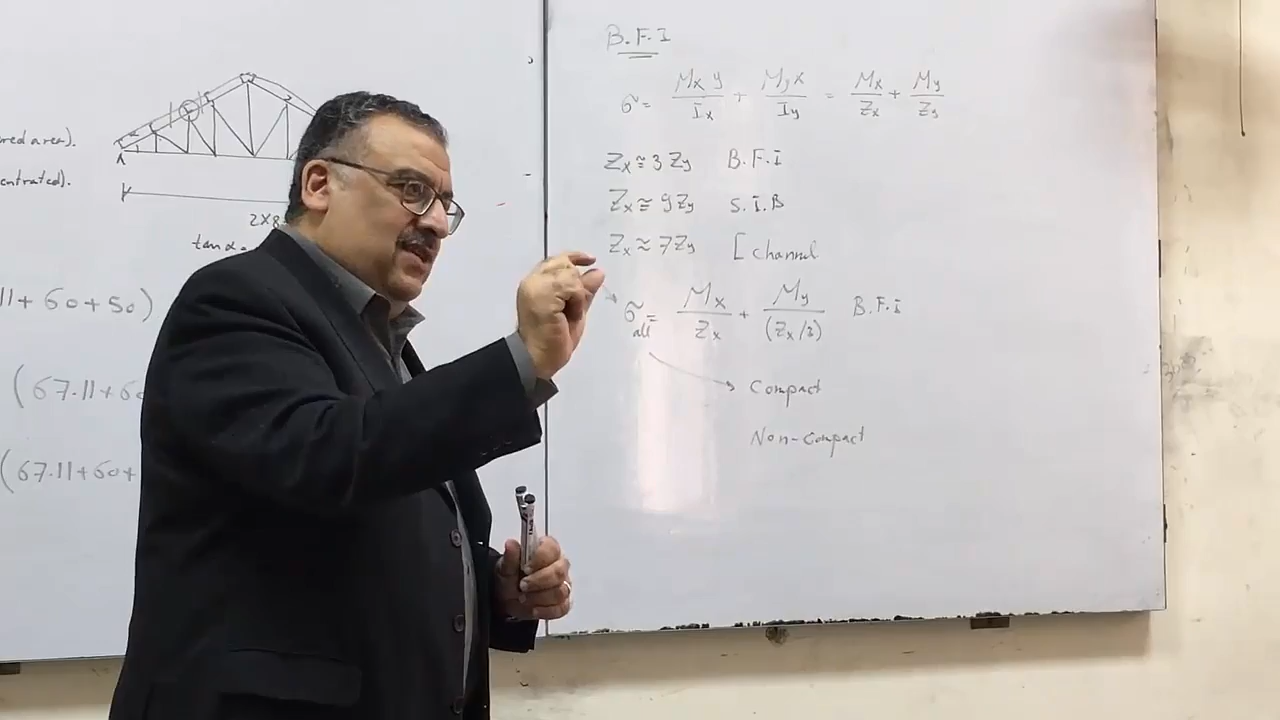 red area).
entrated).
A
2x8
tan α
11+60+50)
(67.11+60
(67.11+60+
B.F.I
σ = Mx y / Ix + My x / Iy = Mx / Zx + My / Zy
Zx ≅ 3 Zy B.F.I
Zx ≅ 9 Zy S.I.B
Zx ≈ 7 Zy [ channel
σall = Mx / Zx + My / (Zx/3) B.F.I
Compact
Non-compact